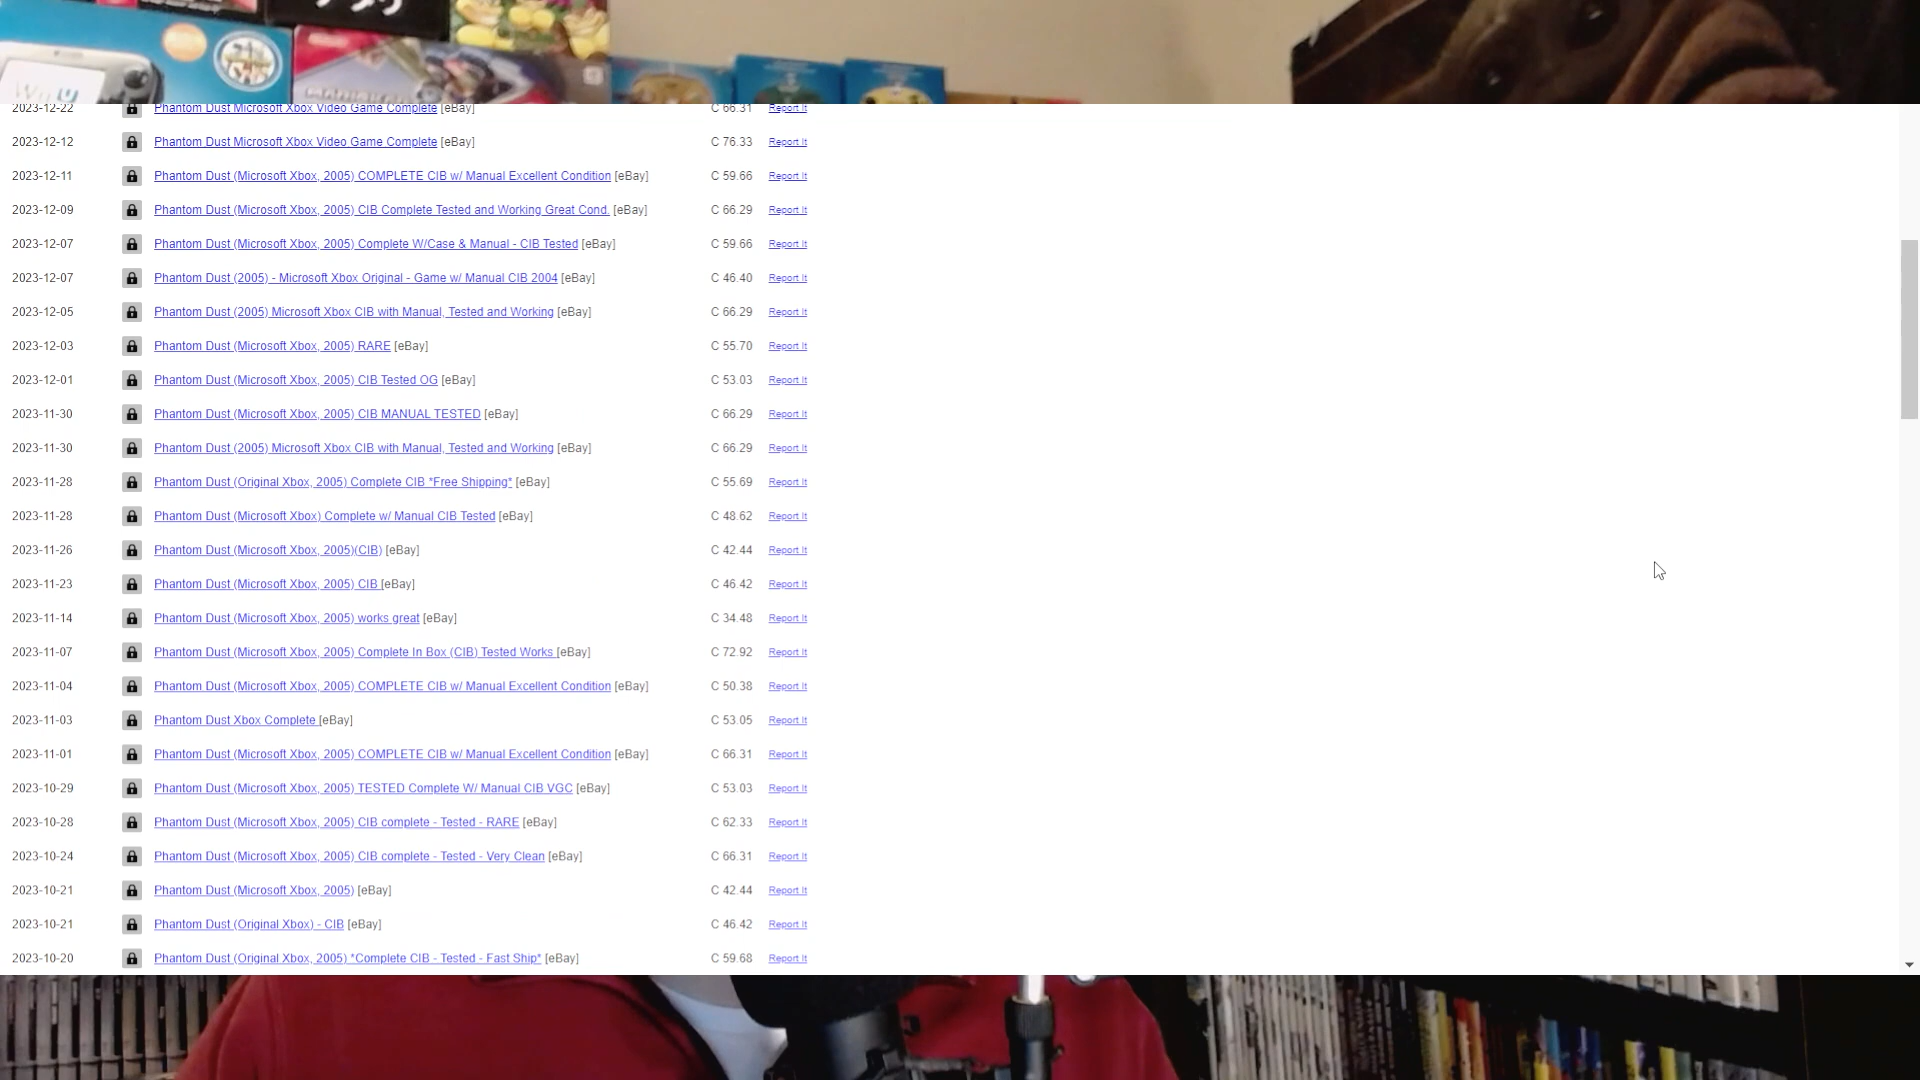 Wii U
MARIO KART
2023-12-22 Phantom Dust Microsoft Xbox Video Game Complete [eBay] C 66.31 Report It
2023-12-12 Phantom Dust Microsoft Xbox Video Game Complete [eBay] C 76.33 Report It
2023-12-11 Phantom Dust (Microsoft Xbox, 2005) COMPLETE CIB w/ Manual Excellent Condition [eBay] C 59.66 Report It
2023-12-09 Phantom Dust (Microsoft Xbox, 2005) CIB Complete Tested and Working Great Cond. [eBay] C 66.29 Report It
2023-12-07 Phantom Dust (Microsoft Xbox, 2005) Complete W/Case & Manual - CIB Tested [eBay] C 59.66 Report It
2023-12-07 Phantom Dust (2005) - Microsoft Xbox Original - Game w/ Manual CIB 2004 [eBay] C 46.40 Report It
2023-12-05 Phantom Dust (2005) Microsoft Xbox CIB with Manual, Tested and Working [eBay] C 66.29 Report It
2023-12-03 Phantom Dust (Microsoft Xbox, 2005) RARE [eBay] C 55.70 Report It
2023-12-01 Phantom Dust (Microsoft Xbox, 2005) CIB Tested OG [eBay] C 53.03 Report It
2023-11-30 Phantom Dust (Microsoft Xbox, 2005) CIB MANUAL TESTED [eBay] C 66.29 Report It
2023-11-30 Phantom Dust (2005) Microsoft Xbox CIB with Manual, Tested and Working [eBay] C 66.29 Report It
2023-11-28 Phantom Dust (Original Xbox, 2005) Complete CIB *Free Shipping* [eBay] C 55.69 Report It
2023-11-28 Phantom Dust (Microsoft Xbox) Complete w/ Manual CIB Tested [eBay] C 48.62 Report It
2023-11-26 Phantom Dust (Microsoft Xbox, 2005)(CIB) [eBay] C 42.44 Report It
2023-11-23 Phantom Dust (Microsoft Xbox, 2005) CIB [eBay] C 46.42 Report It
2023-11-14 Phantom Dust (Microsoft Xbox, 2005) works great [eBay] C 34.48 Report It
2023-11-07 Phantom Dust (Microsoft Xbox, 2005) Complete In Box (CIB) Tested Works [eBay] C 72.92 Report It
2023-11-04 Phantom Dust (Microsoft Xbox, 2005) COMPLETE CIB w/ Manual Excellent Condition [eBay] C 50.38 Report It
2023-11-03 Phantom Dust Xbox Complete [eBay] C 53.05 Report It
2023-11-01 Phantom Dust (Microsoft Xbox, 2005) COMPLETE CIB w/ Manual Excellent Condition [eBay] C 66.31 Report It
2023-10-29 Phantom Dust (Microsoft Xbox, 2005) TESTED Complete W/ Manual CIB VGC [eBay] C 53.03 Report It
2023-10-28 Phantom Dust (Microsoft Xbox, 2005) CIB complete - Tested - RARE [eBay] C 62.33 Report It
2023-10-24 Phantom Dust (Microsoft Xbox, 2005) CIB complete - Tested - Very Clean [eBay] C 66.31 Report It
2023-10-21 Phantom Dust (Microsoft Xbox, 2005) [eBay] C 42.44 Report It
2023-10-21 Phantom Dust (Original Xbox) - CIB [eBay] C 46.42 Report It
2023-10-20 Phantom Dust (Original Xbox, 2005) *Complete CIB - Tested - Fast Ship* [eBay] C 59.68 Report It